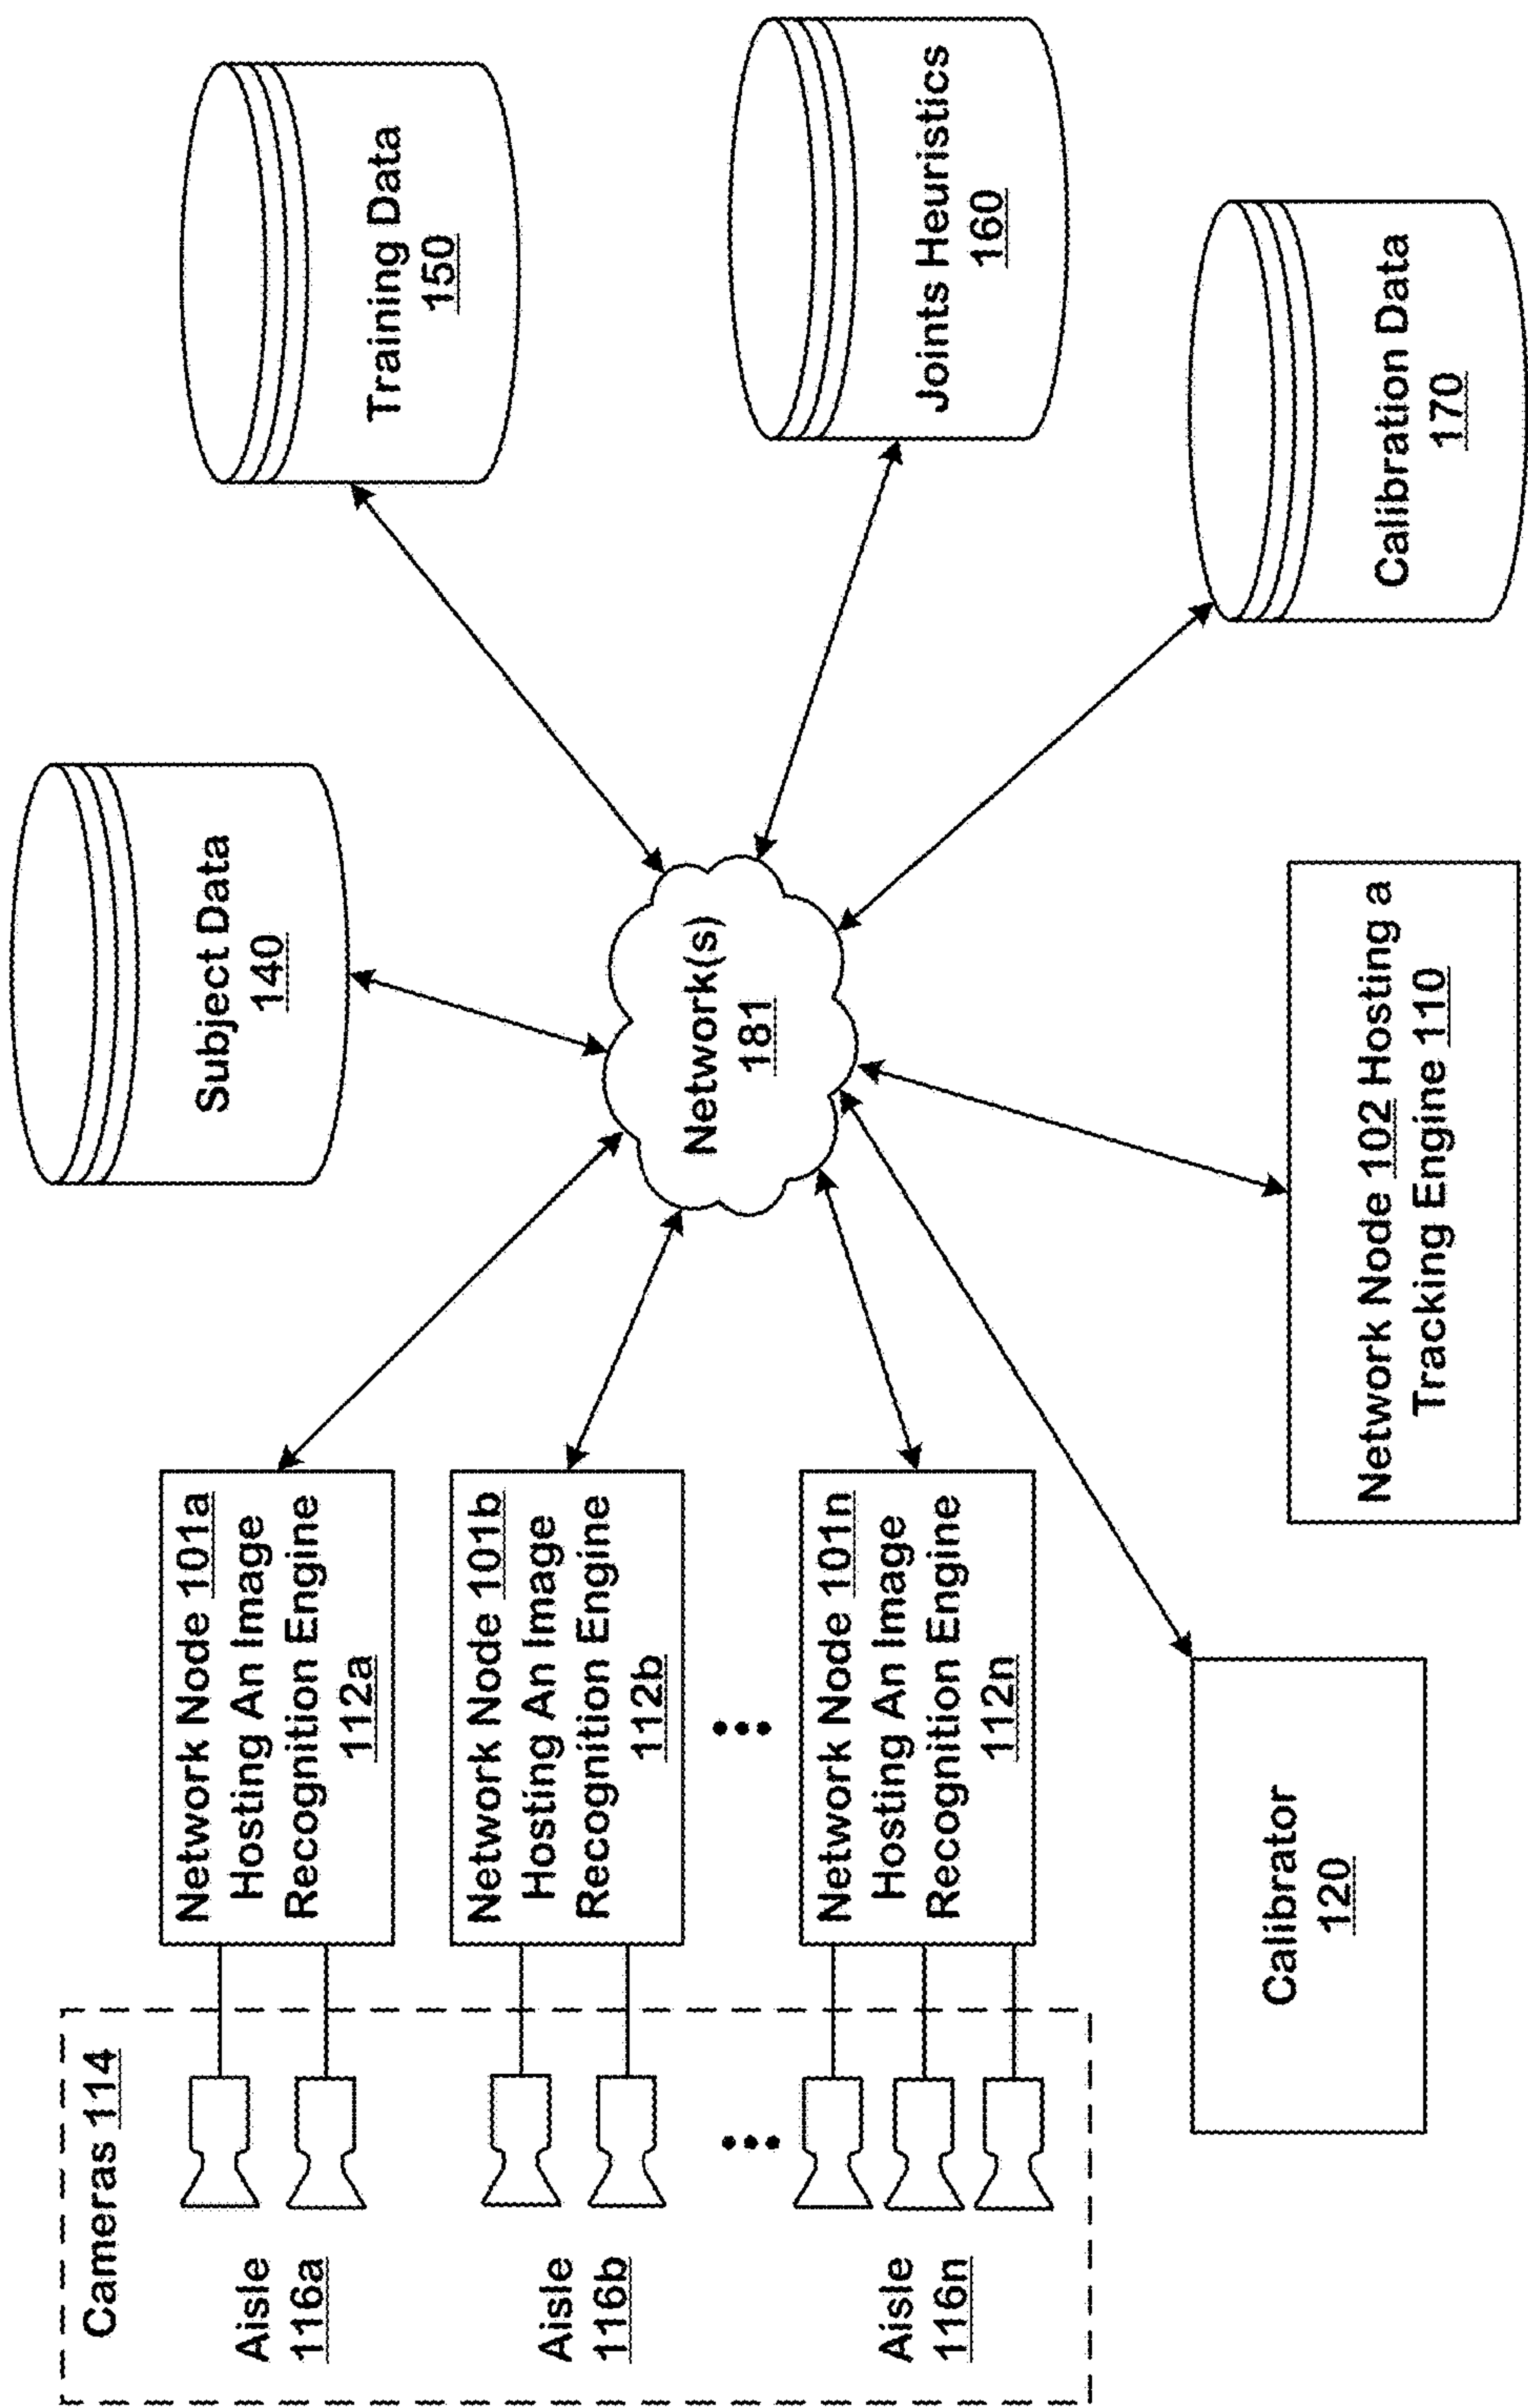 Cameras 114
Aisle
116a
Aisle
116b
Aisle
116n
Network Node 101a
Hosting An Image
Recognition Engine
112a
Network Node 101b
Hosting An Image
Recognition Engine
112b
Network Node 101n
Hosting An Image
Recognition Engine
112n
Calibrator
120
Subject Data
140
Network(s)
181
Network Node 102 Hosting a
Tracking Engine 110
Training Data
150
Joints Heuristics
160
Calibration Data
170